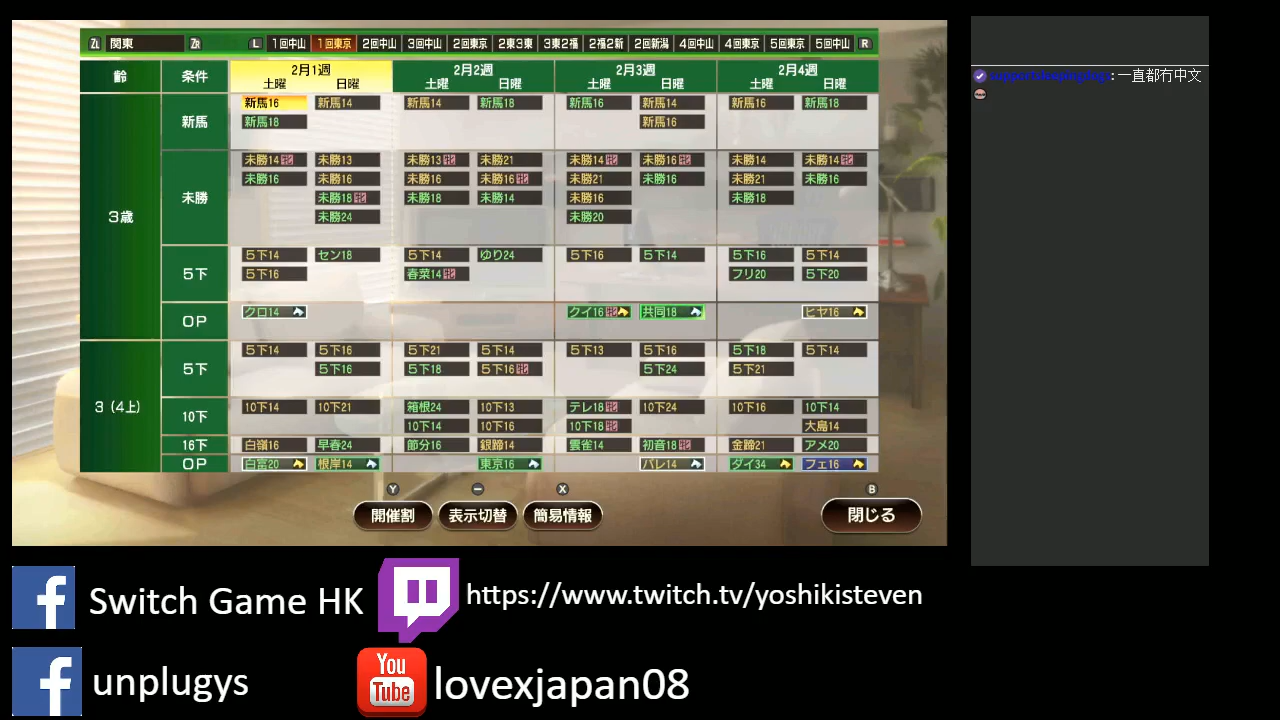 ZL 関東 ZR L 1回中山 1回東京 2回中山 3回中山 2回東京 2東3東 3東2福 2福2新 2回新潟 4回中山 4回東京 5回東京 5回中山 R
齢 条件 2月1週 2月2週 2月3週 2月4週
土曜 日曜 土曜 日曜 土曜 日曜 土曜 日曜
3歳
新馬
新馬16 新馬14 新馬14 新馬18 新馬16 新馬14 新馬16 新馬18
新馬18 新馬16
未勝
未勝14牝 未勝13 未勝13牝 未勝21 未勝14牝 未勝16牝 未勝14 未勝14牝
未勝16 未勝16 未勝16 未勝16牝 未勝21 未勝16 未勝21 未勝16
未勝18牝 未勝18 未勝14 未勝16 未勝18
未勝24 未勝20
5下
5下14 セン18 5下14 ゆり24 5下16 5下14 5下16 5下14
5下16 春菜14牝 フリ20 5下20
OP
クロ14 クイ16牝 共同18 ヒヤ16
3(4上)
5下
5下14 5下16 5下21 5下14 5下13 5下16 5下18 5下14
5下16 5下18 5下16牝 5下24 5下21
10下
10下14 10下21 箱根24 10下13 テレ18牝 10下24 10下16 10下14
10下14 10下16 10下18牝 大島14
16下 白嶺16 早春24 節分16 銀蹄14 雲雀14 初音18牝 金蹄21 アメ20
OP 白富20 根岸14 東京16 バレ14 ダイ34 フェ16
Y − X B
開催割 表示切替 簡易情報 閉じる
supportsleepingdogs: 一直都冇中文
Switch Game HK https://www.twitch.tv/yoshikisteven
unplugys You Tube lovexjapan08